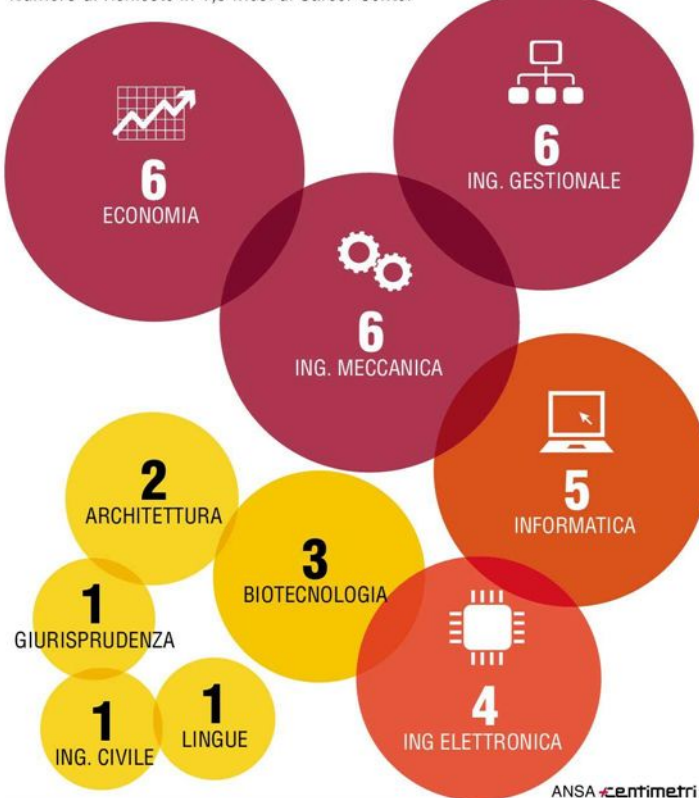 6
ECONOMIA
6
ING. GESTIONALE
6
ING. MECCANICA
5
INFORMATICA
2
ARCHITETTURA
3
BIOTECNOLOGIA
1
GIURISPRUDENZA
4
ING ELETTRONICA
1
ING. CIVILE
1
LINGUE
ANSA centimetri